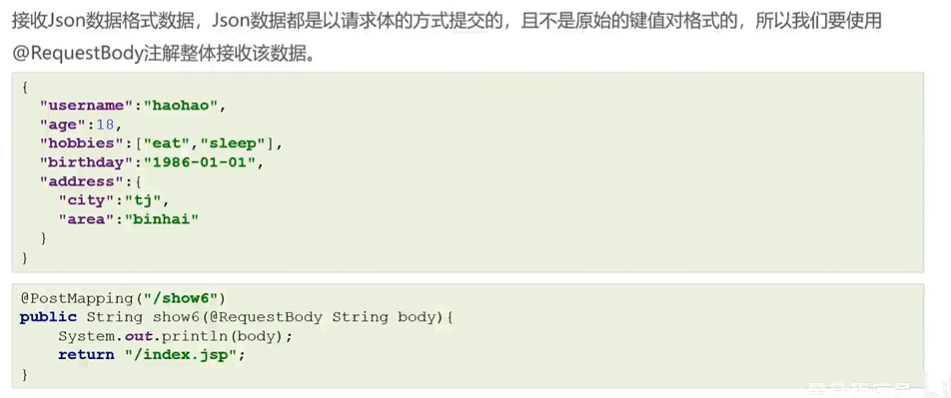 接收Json数据格式数据，Json数据都是以请求体的方式提交的，且不是原始的键值对格式的，所以我们要使用
@RequestBody注解整体接收该数据。
{
"username":"haohao",
"age":18,
"hobbies":["eat","sleep"],
"birthday":"1986-01-01",
"address":{
"city":"tj",
"area":"binhai"
}
}
@PostMapping("/show6")
public String show6(@RequestBody String body){
System.out.println(body);
return "/index.jsp";
}